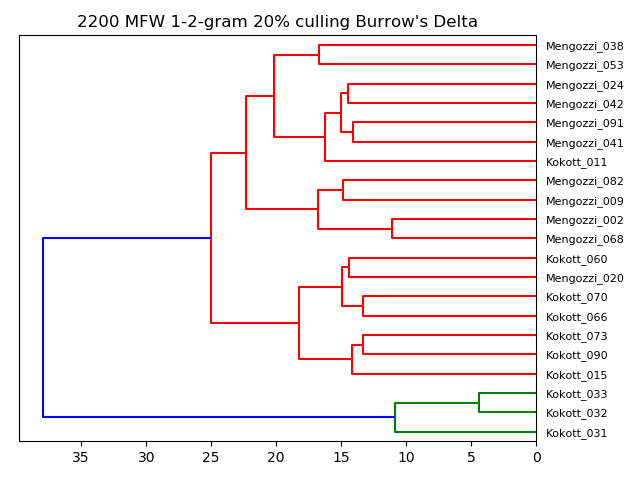 2200 MFW 1-2-gram 20% culling Burrow's Delta
Mengozzi_038
Mengozzi_053
Mengozzi_024
Mengozzi_042
Mengozzi_091
Mengozzi_041
Kokott_011
Mengozzi_082
Mengozzi_009
Mengozzi_002
Mengozzi_068
Kokott_060
Mengozzi_020
Kokott_070
Kokott_066
Kokott_073
Kokott_090
Kokott_015
Kokott_033
Kokott_032
Kokott_031
35 30 25 20 15 10 5 0